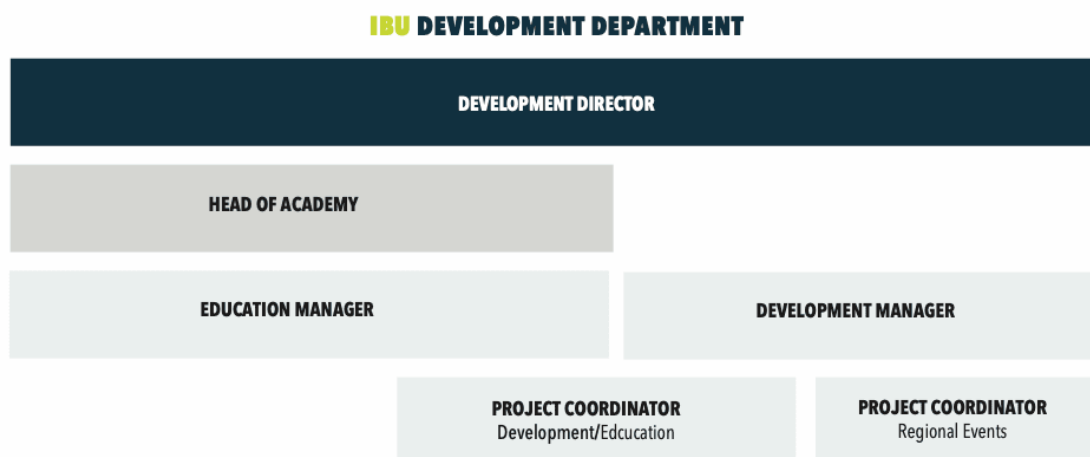 IBU DEVELOPMENT DEPARTMENT
DEVELOPMENT DIRECTOR
HEAD OF ACADEMY
EDUCATION MANAGER
DEVELOPMENT MANAGER
PROJECT COORDINATOR
Development/Edcucation
PROJECT COORDINATOR
Regional Events